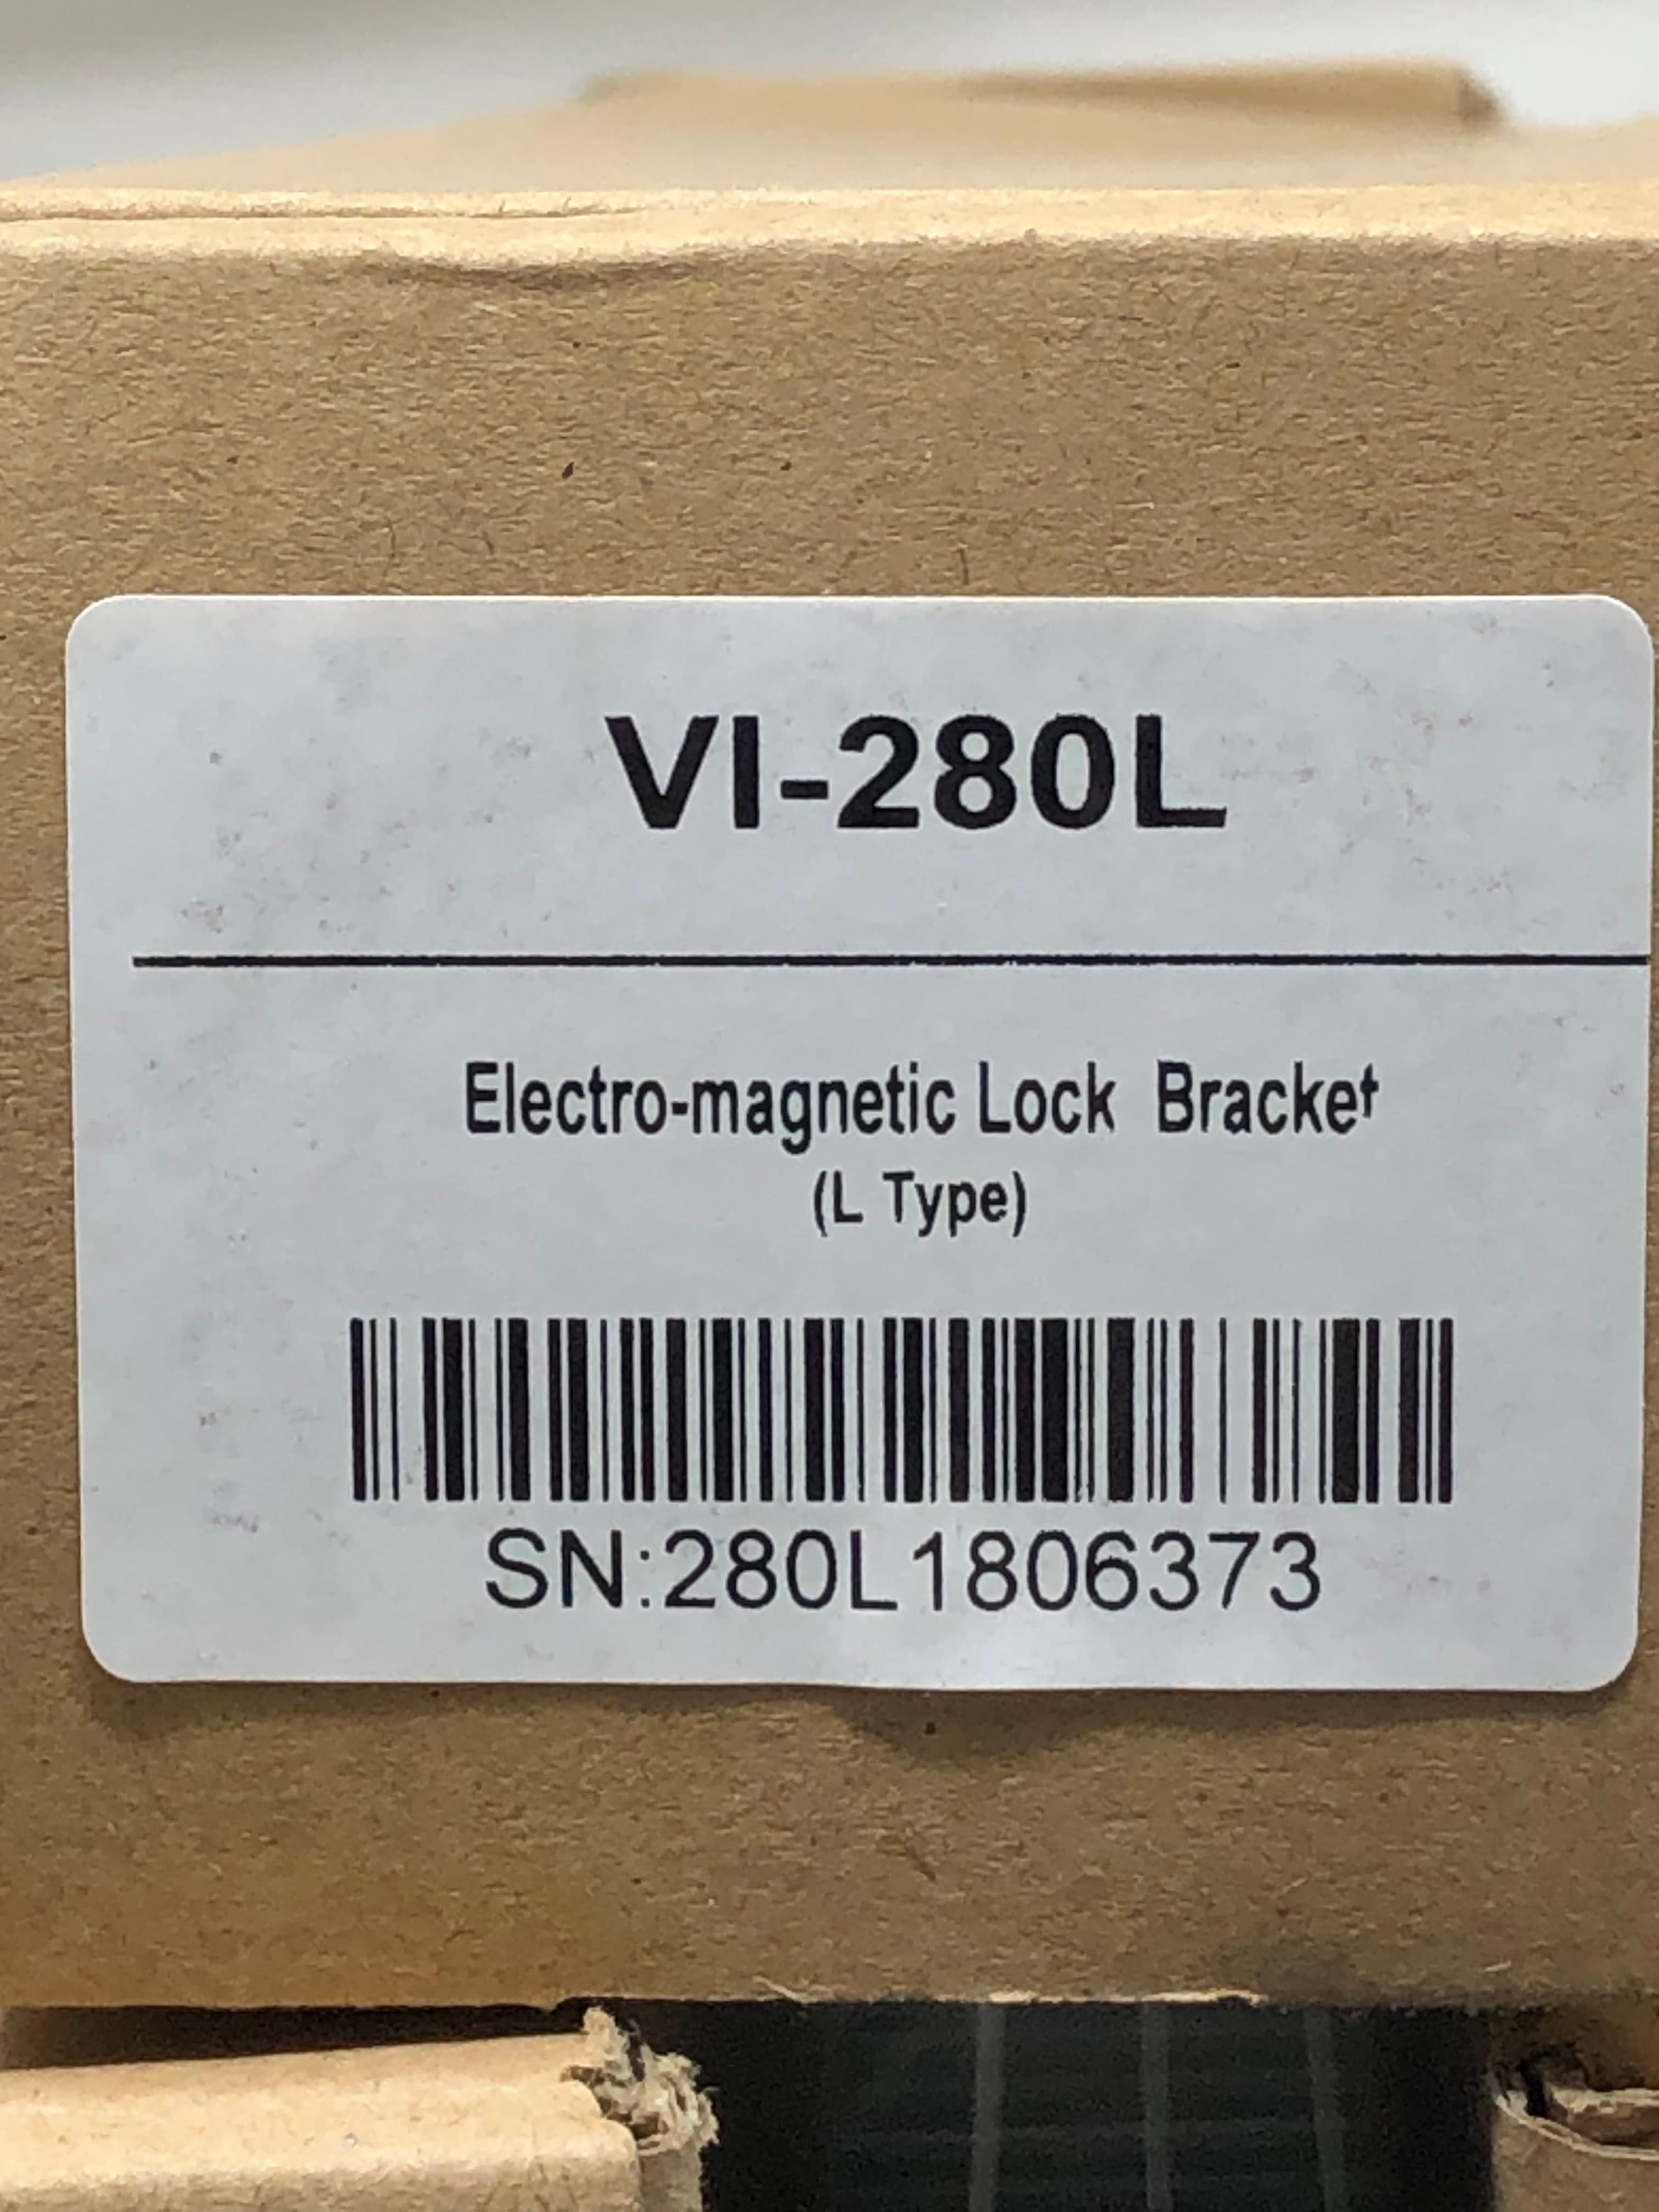 VI-280L
Electro-magnetic Lock Bracket
(L Type)
SN:280L1806373